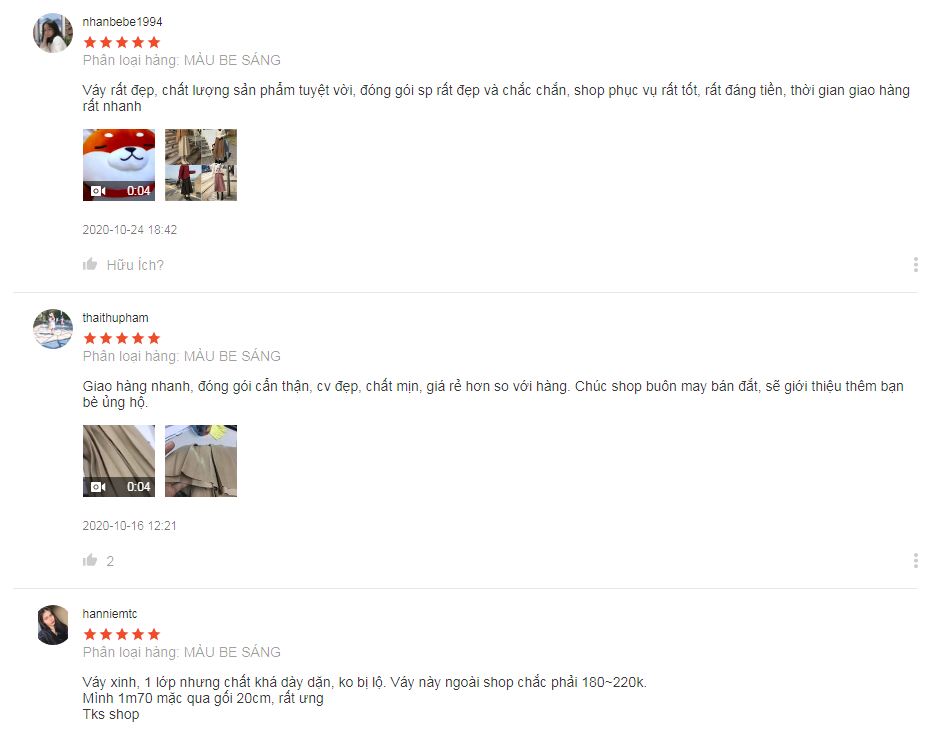 nhanbebe1994
Phân loại hàng: MÀU BE SÁNG
Váy rất đẹp, chất lượng sản phẩm tuyệt vời, đóng gói sp rất đẹp và chắc chắn, shop phục vụ rất tốt, rất đáng tiền, thời gian giao hàng
rất nhanh
0:04
2020-10-24 18:42
Hữu Ích?
thaithupham
Phân loại hàng: MÀU BE SÁNG
Giao hàng nhanh, đóng gói cẩn thận, cv đẹp, chất mịn, giá rẻ hơn so với hàng. Chúc shop buôn may bán đắt, sẽ giới thiệu thêm bạn
bè ủng hộ.
0:04
2020-10-16 12:21
2
hanniemtc
Phân loại hàng: MÀU BE SÁNG
Váy xinh, 1 lớp nhưng chất khá dày dặn, ko bị lộ. Váy này ngoài shop chắc phải 180~220k.
Mình 1m70 mặc qua gối 20cm, rất ưng
Tks shop